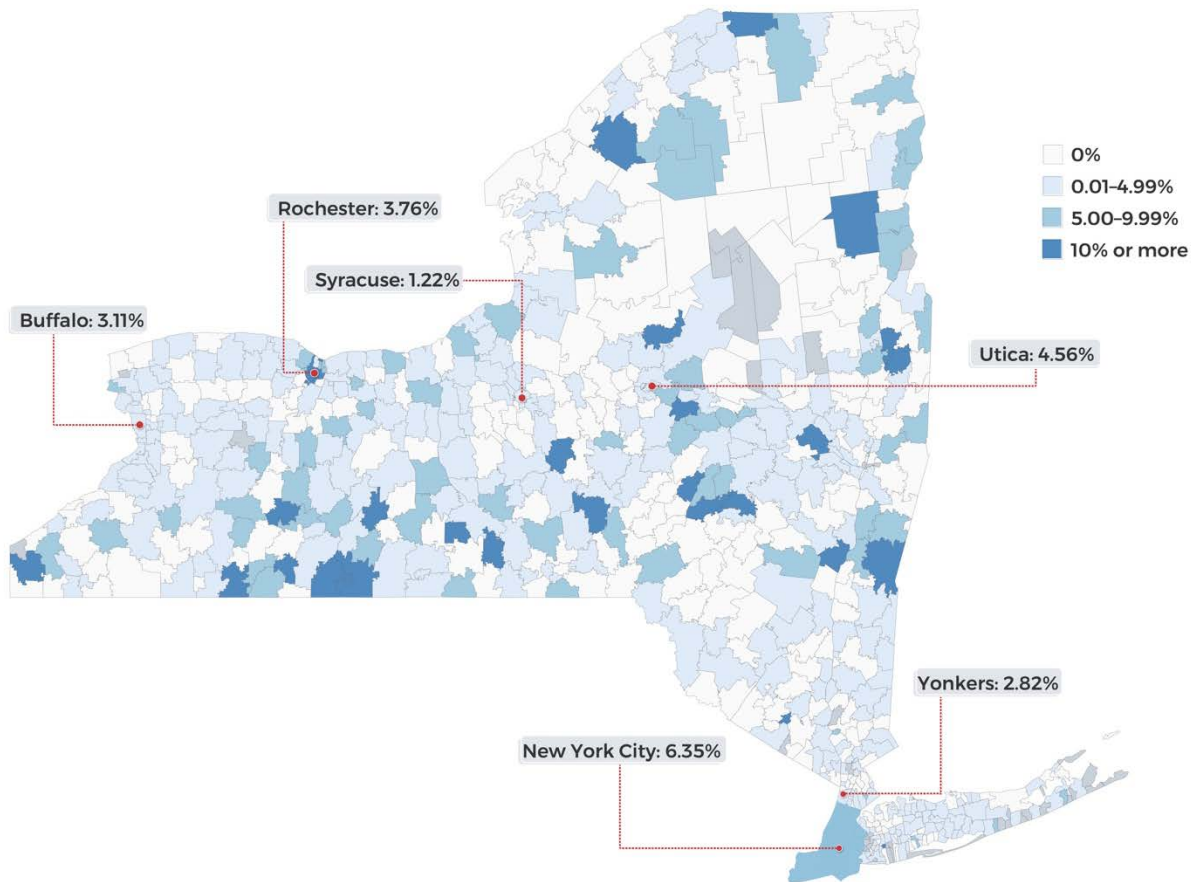 0%
0.01–4.99%
5.00–9.99%
10% or more
Rochester: 3.76%
Syracuse: 1.22%
Buffalo: 3.11%
Utica: 4.56%
Yonkers: 2.82%
New York City: 6.35%